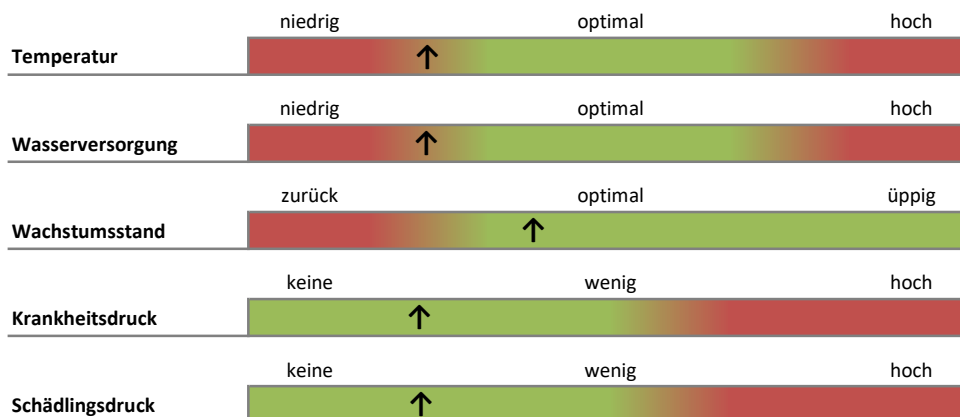 niedrig optimal hoch
Temperatur
niedrig optimal hoch
Wasserversorgung
zurück optimal üppig
Wachstumsstand
keine wenig hoch
Krankheitsdruck
keine wenig hoch
Schädlingsdruck